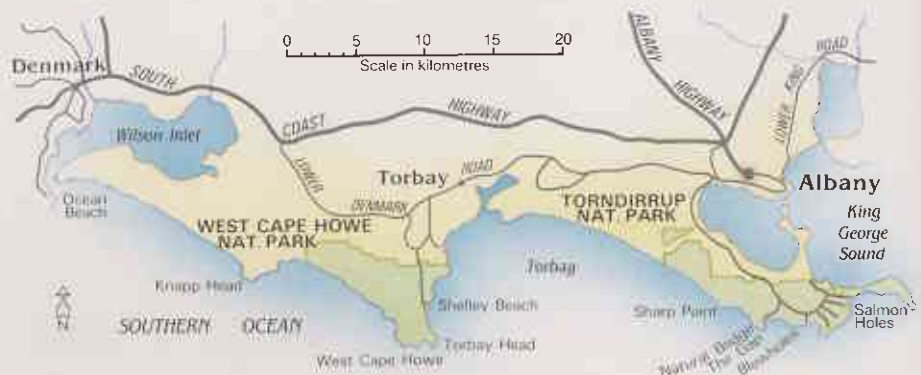 0 10 20
Scale in kilometres
Denmark
SOUTH
COAST
HIGHWAY
ALBANY
HIGHWAY
LOWER KING ROAD
Wilson Inlet
LOWER DENMARK ROAD
Torbay
Albany
King
George
Sound
Ocean
Beach
WEST CAPE HOWE
NAT. PARK
TORNDIRRUP
NAT. PARK
Torbay
Knapp Head
Shelley Beach
Sharp Point
Salmon
Holes
N
SOUTHERN OCEAN
Torbay Head
West Cape Howe
Natural Bridge
The Gap
Blowholes